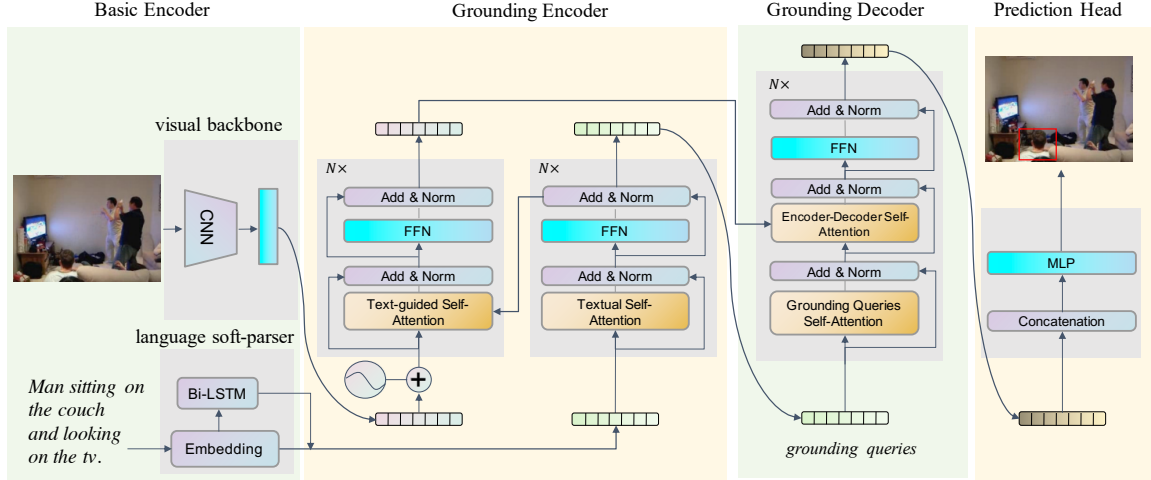 Basic Encoder
Grounding Encoder
Grounding Decoder
Prediction Head
visual backbone
CNN
language soft-parser
Man sitting on
the couch
and looking
on the tv.
Bi-LSTM
Embedding
N×
Add & Norm
FFN
Add & Norm
Text-guided Self-
Attention
+
N×
Add & Norm
FFN
Add & Norm
Textual Self-
Attention
N×
Add & Norm
FFN
Add & Norm
Encoder-Decoder Self-
Attention
Add & Norm
Grounding Queries
Self-Attention
grounding queries
MLP
Concatenation